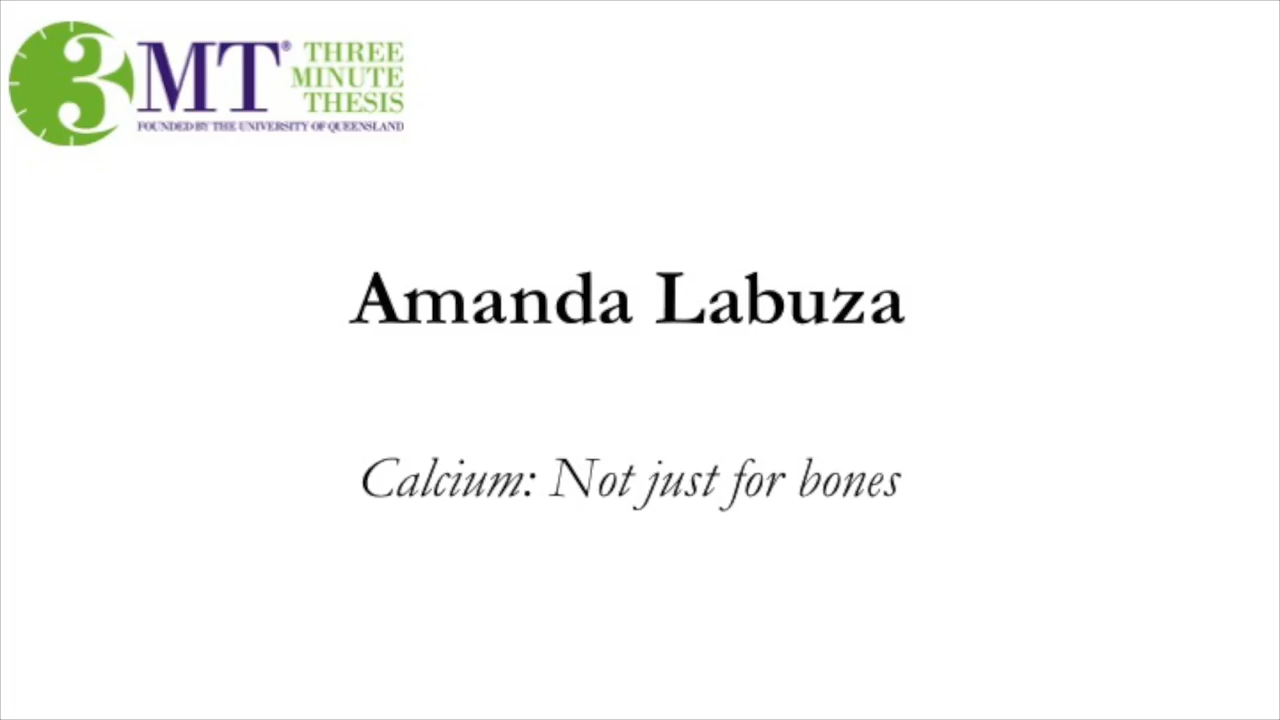 3MT® THREE
MINUTE
THESIS
FOUNDED BY THE UNIVERSITY OF QUEENSLAND
Amanda Labuza
Calcium: Not just for bones